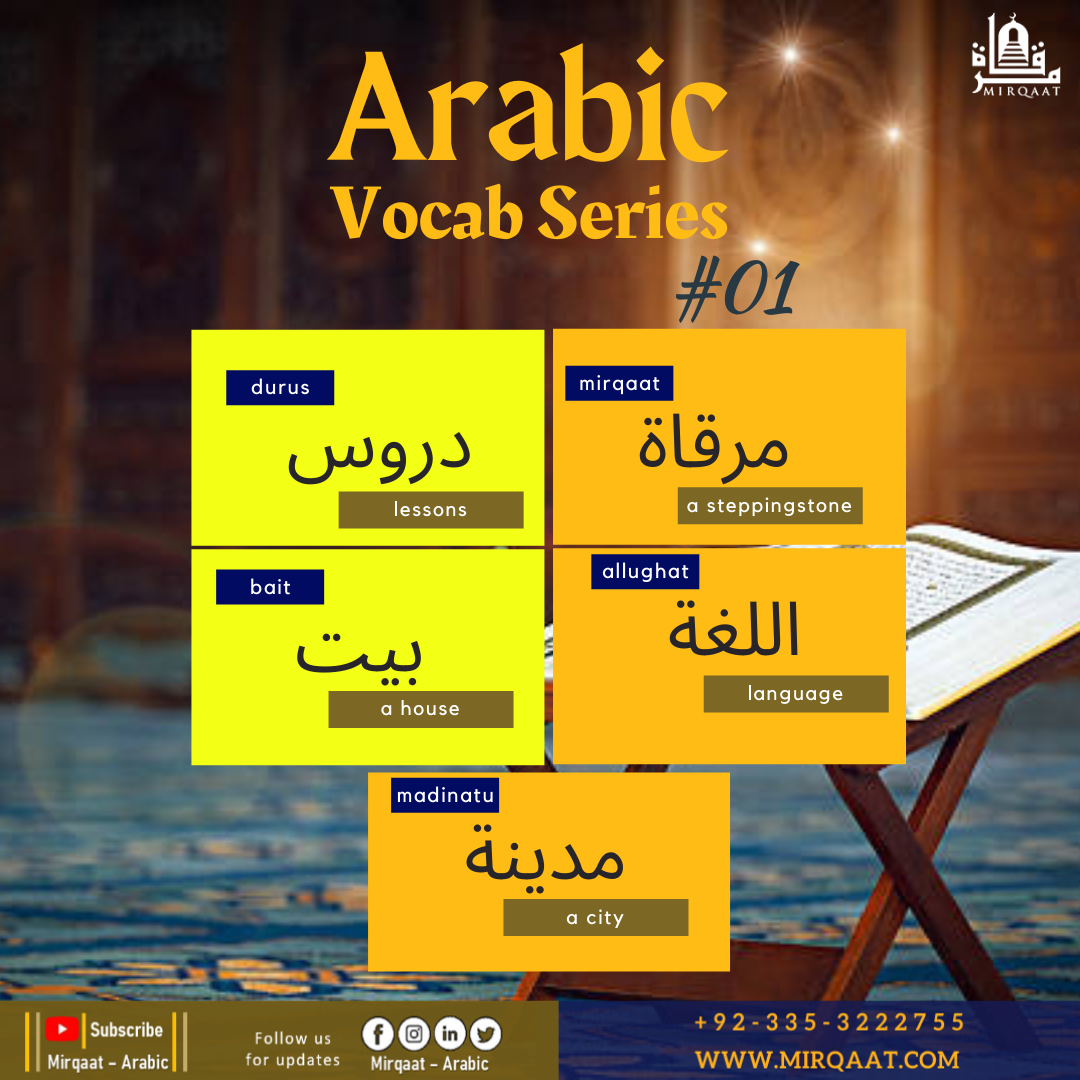 مرقاة
MIRQAAT
Arabic
Vocab Series
#01
durus
دروس
lessons
mirqaat
مرقاة
a steppingstone
bait
بيت
a house
allughat
اللغة
language
madinatu
مدينة
a city
Subscribe
Mirqaat – Arabic
Follow us
for updates
Mirqaat – Arabic
+92-335-3222755
WWW.MIRQAAT.COM